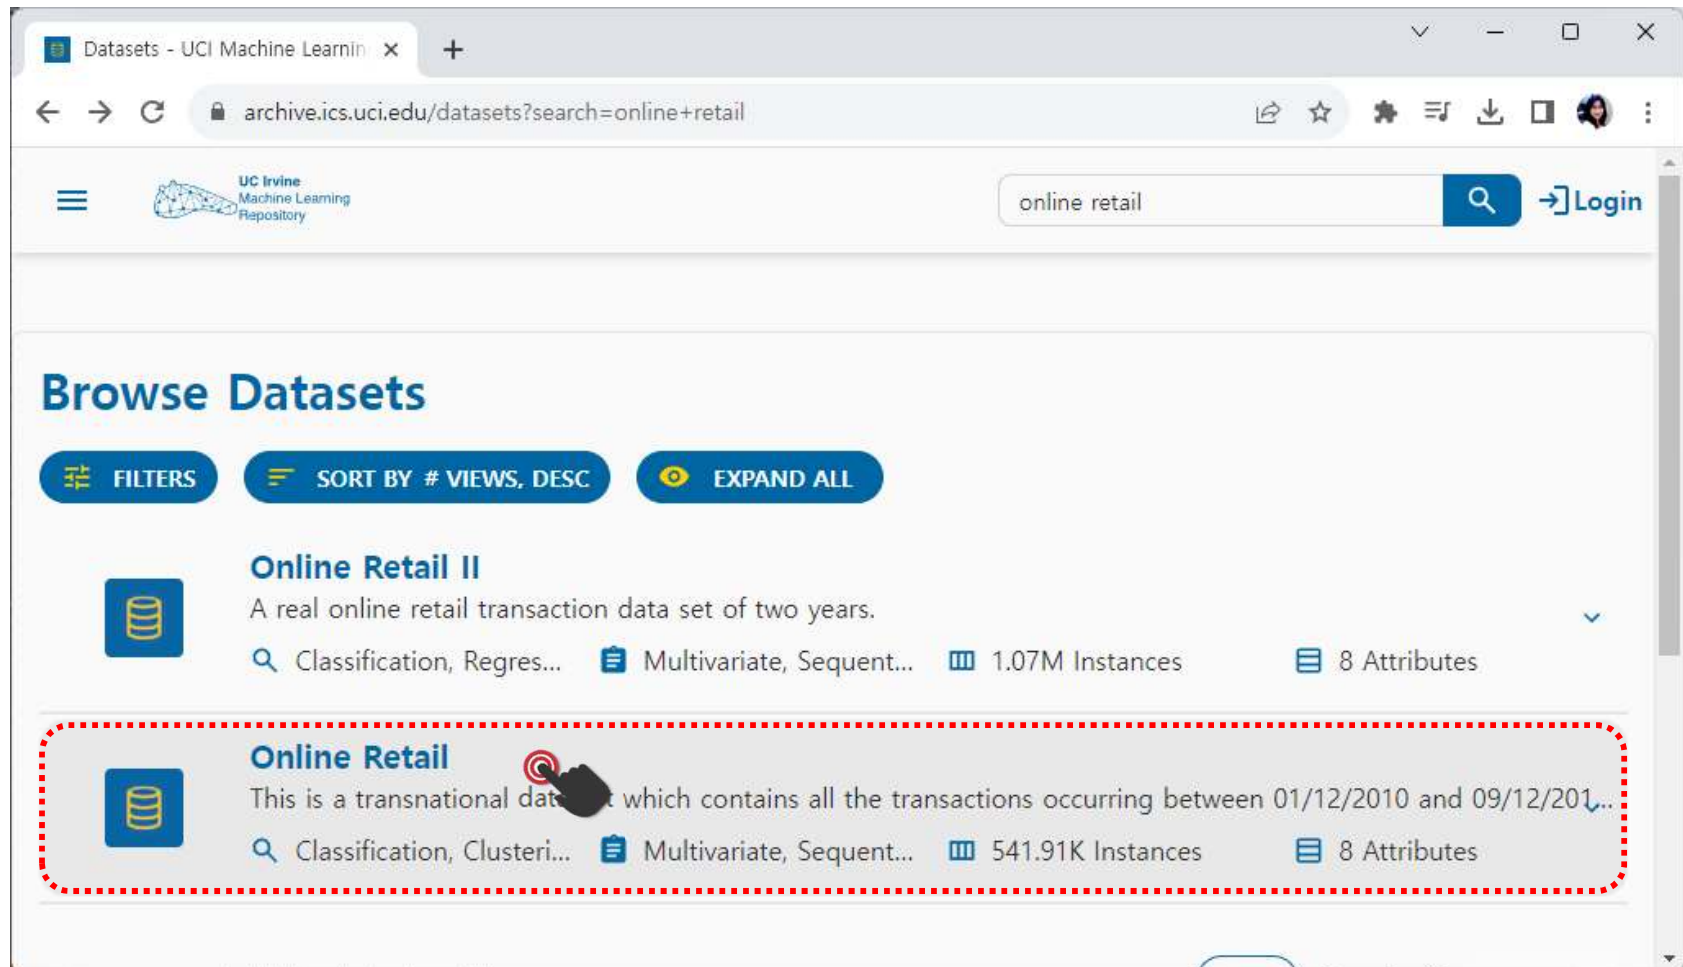 Datasets - UCI Machine Learnin
archive.ics.uci.edu/datasets?search=online+retail
UC Irvine
Machine Learning
Repository
online retail
Login
Browse Datasets
FILTERS
SORT BY # VIEWS, DESC
EXPAND ALL
Online Retail II
A real online retail transaction data set of two years.
Classification, Regres...
Multivariate, Sequent...
1.07M Instances
8 Attributes
Online Retail
This is a transnational which contains all the transactions occurring between 01/12/2010 and 09/12/201...
Classification, Clusteri...
Multivariate, Sequent...
541.91K Instances
8 Attributes